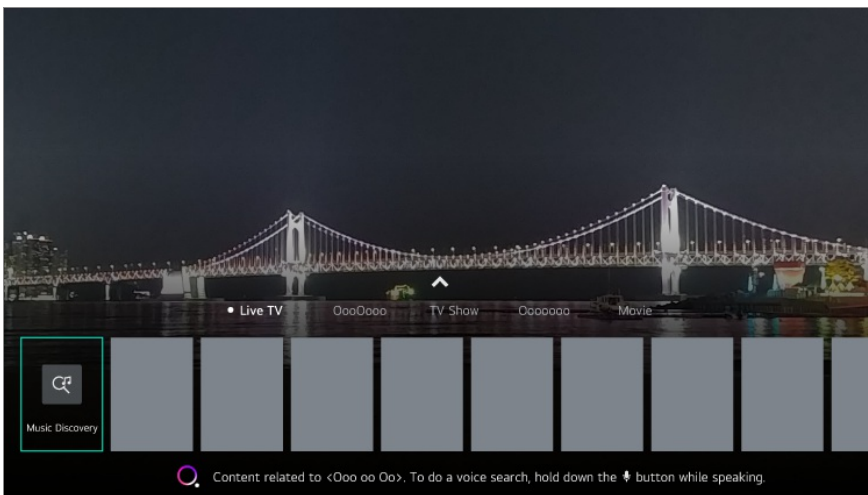 Live TV
OooOooo
TV Show
Ooooooo
Movie
Music Discovery
Content related to <Ooo oo Oo>. To do a voice search, hold down the button while speaking.